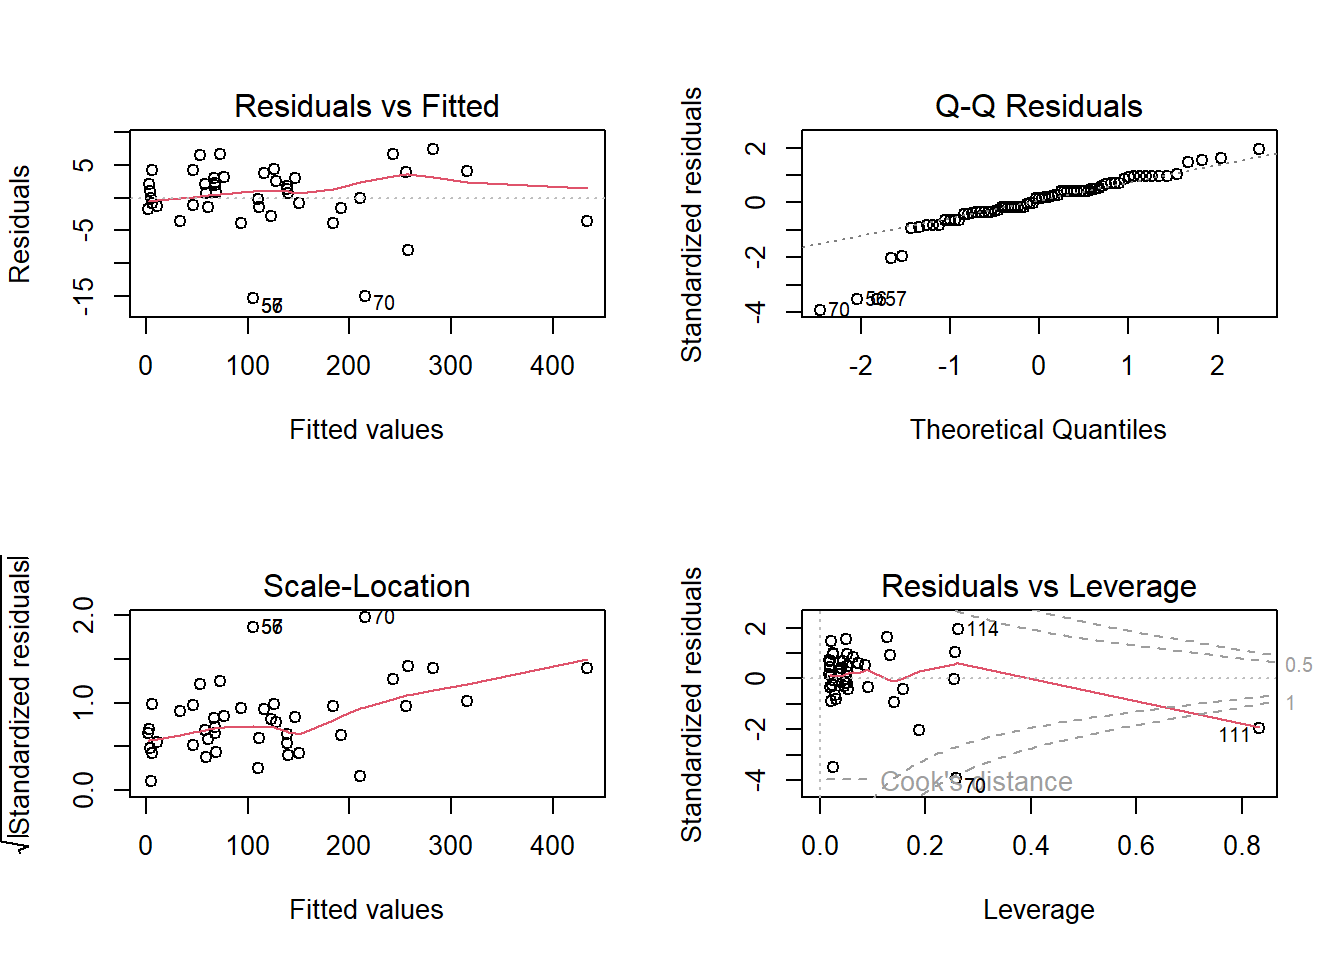 Residuals vs Fitted
Residuals
5
-5
-15
57
70
0 100 200 300 400
Fitted values
Q-Q Residuals
Standardized residuals
2
0
-2
-4
70
56
57
-2 -1 0 1 2
Theoretical Quantiles
Scale-Location
√|Standardized residuals|
2.0
1.0
0.0
57
70
0 100 200 300 400
Fitted values
Residuals vs Leverage
Standardized residuals
2
0
-2
-4
114
0.5
1
111
Cook's distance
70
0.0 0.2 0.4 0.6 0.8
Leverage